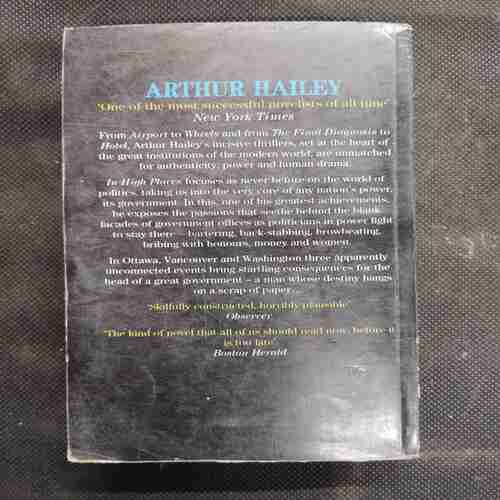 ARTHUR HAILEY
'One of the most successful novelists of all time'
New York Times
From Airport to Wheels and from The Final Diagnosis to
Hotel, Arthur Hailey's incisive thrillers, set at the heart of
the great institutions of the modern world, are unmatched
for authenticity, power and human drama.
In High Places focuses as never before on the world of
politics, taking us into the very core of any nation's power,
its government. In this, one of his greatest achievements,
he exposes the passions that seethe behind the blank
facades of government offices as politicians in power fight
to stay there – bartering, back-stabbing, browbeating,
bribing with honours, money, and women.
In Ottawa, Vancouver and Washington three apparently
unconnected events bring startling consequences for the
head of a great government – a man whose destiny hangs
on a scrap of paper...
'Skilfully constructed, horribly plausible'
Observer
'The kind of novel that all of us should read now, before it
is too late'
Boston Herald